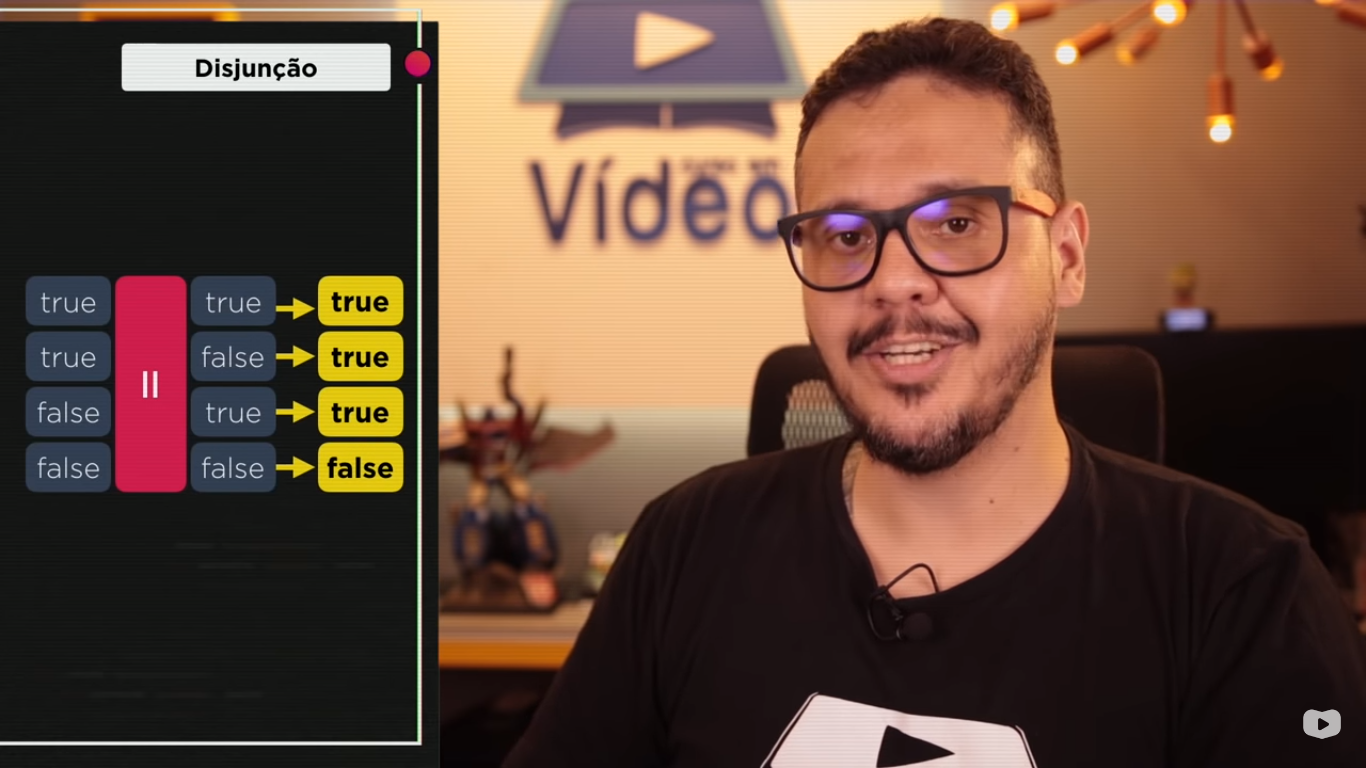 Disjunção
true || true true
true false true
false true true
false false false
Vídeo